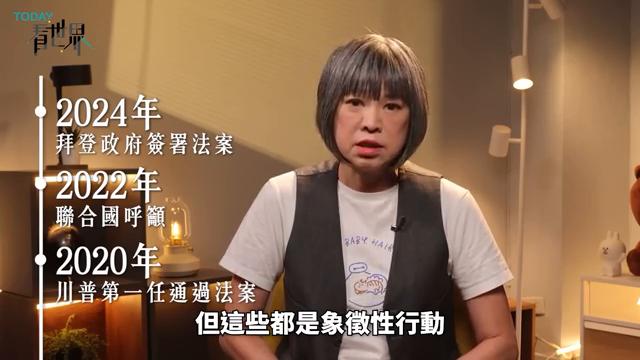 TODAY
看世界
2024年
拜登政府簽署法案
2022年
聯合國呼籲
2020年
川普第一任通過法案
BABY HAIR
但這些都是象徵性行動